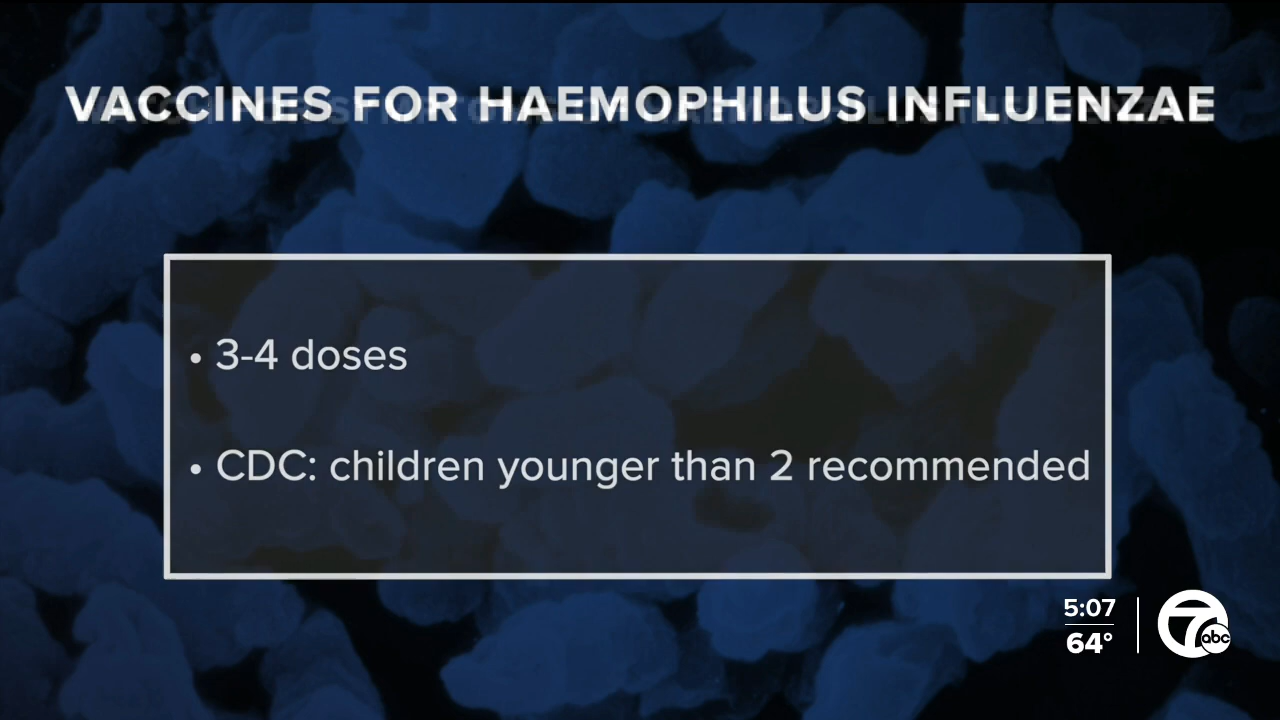 VACCINES FOR HAEMOPHILUS INFLUENZAE
• 3-4 doses
• CDC: children younger than 2 recommended
5:07
64°
7 abc